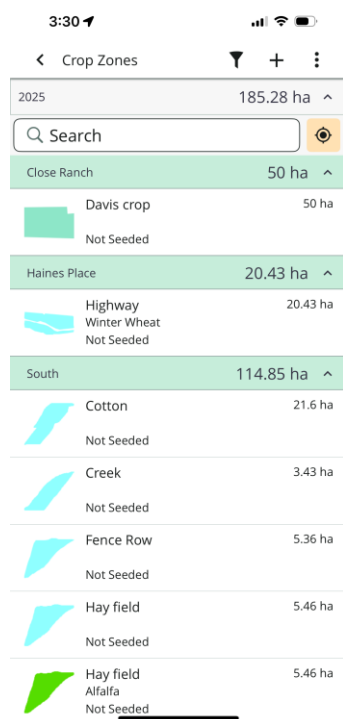 3:30
Crop Zones
2025 185.28 ha
Search
Close Ranch 50 ha
Davis crop 50 ha
Not Seeded
Haines Place 20.43 ha
Highway 20.43 ha
Winter Wheat
Not Seeded
South 114.85 ha
Cotton 21.6 ha
Not Seeded
Creek 3.43 ha
Not Seeded
Fence Row 5.36 ha
Not Seeded
Hay field 5.46 ha
Not Seeded
Hay field 5.46 ha
Alfalfa
Not Seeded